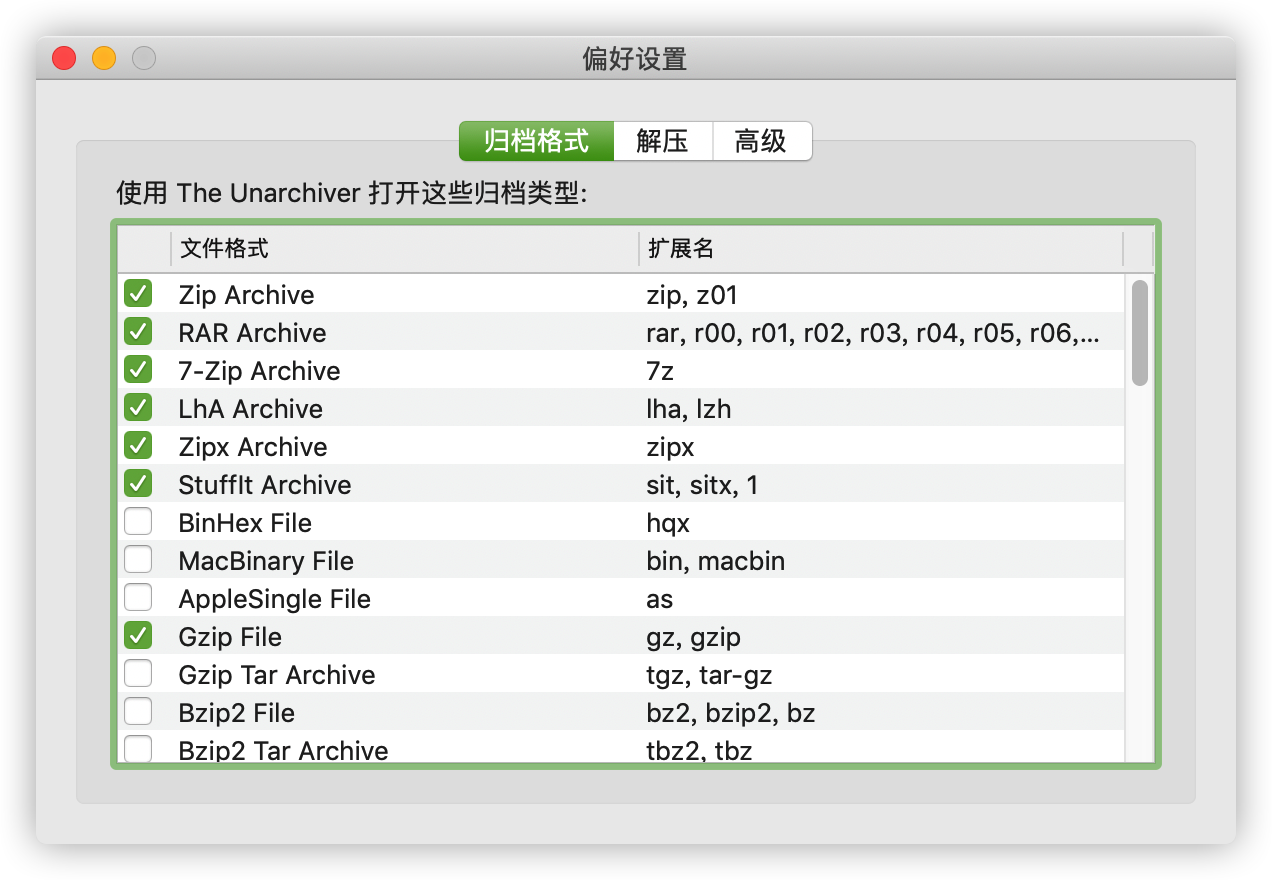 偏好设置
归档格式 解压 高级
使用 The Unarchiver 打开这些归档类型:
文件格式 扩展名
Zip Archive zip, z01
RAR Archive rar, r00, r01, r02, r03, r04, r05, r06,...
7-Zip Archive 7z
LhA Archive lha, lzh
Zipx Archive zipx
StuffIt Archive sit, sitx, 1
BinHex File hqx
MacBinary File bin, macbin
AppleSingle File as
Gzip File gz, gzip
Gzip Tar Archive tgz, tar-gz
Bzip2 File bz2, bzip2, bz
Bzip2 Tar Archive tbz2, tbz